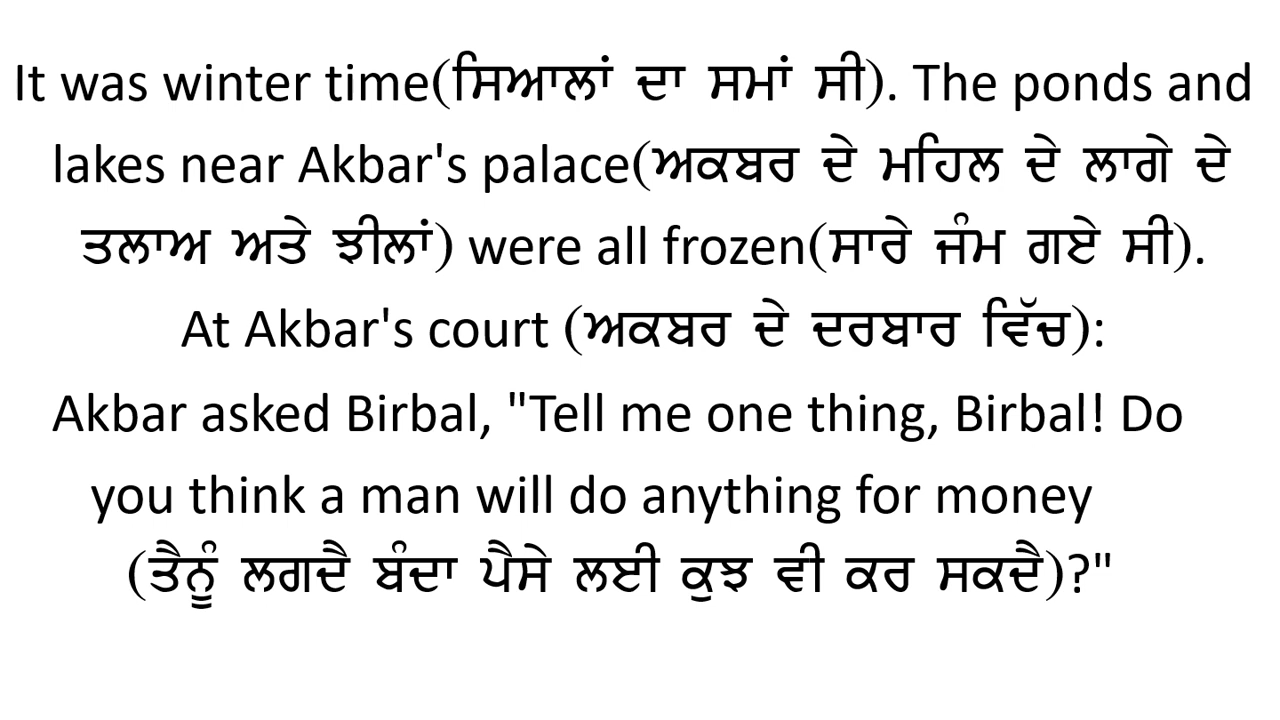 It was winter time(ਸਿਆਲਾਂ ਦਾ ਸਮਾਂ ਸੀ). The ponds and
lakes near Akbar's palace(ਅਕਬਰ ਦੇ ਮਹਿਲ ਦੇ ਲਾਗੇ ਦੇ
ਤਲਾਅ ਅਤੇ ਝੀਲਾਂ) were all frozen(ਸਾਰੇ ਜੰਮ ਗਏ ਸੀ).
At Akbar's court (ਅਕਬਰ ਦੇ ਦਰਬਾਰ ਵਿੱਚ):
Akbar asked Birbal, "Tell me one thing, Birbal! Do
you think a man will do anything for money
(ਤੈਨੂੰ ਲਗਦੈ ਬੰਦਾ ਪੈਸੇ ਲਈ ਕੁਝ ਵੀ ਕਰ ਸਕਦੈ)?"